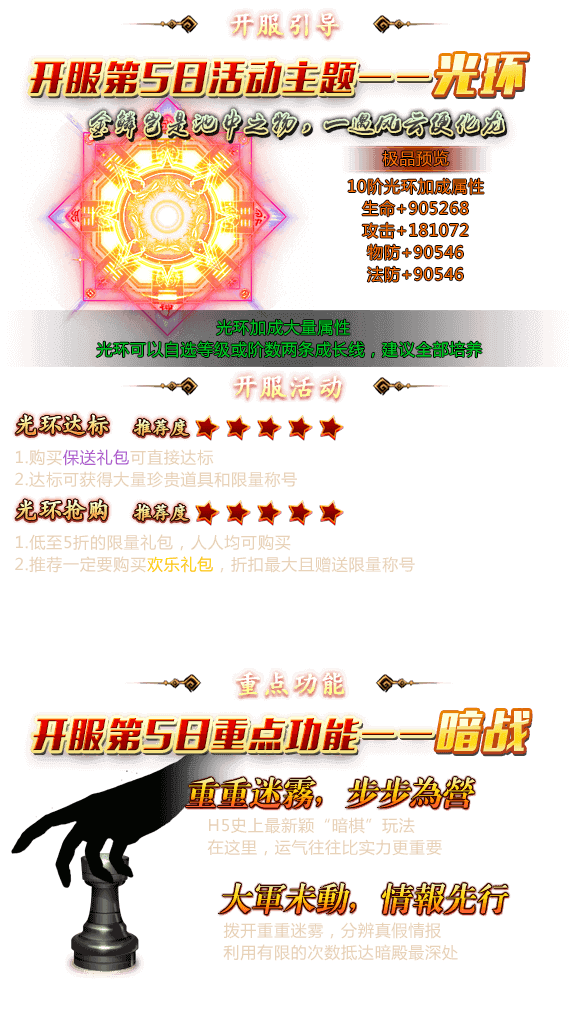 开服引导
开服第5日活动主题——光环
金鳞岂是池中之物，一遇风云便化龙
极品预览
10阶光环加成属性
生命+905268
攻击+181072
物防+90546
法防+90546
光环加成大量属性
光环可以自选等级或阶数两条成长线，建议全部培养
开服活动
光环达标 推荐度
1.购买保送礼包可直接达标
2.达标可获得大量珍贵道具和限量称号
光环抢购 推荐度
1.低至5折的限量礼包，人人均可购买
2.推荐一定要购买欢乐礼包，折扣最大且赠送限量称号
重点功能
开服第5日重点功能——暗战
重重迷霧，步步為營
H5史上最新颖“暗棋”玩法
在这里，运气往往比实力更重要
大軍未動，情報先行
拨开重重迷雾，分辨真假情报
利用有限的次数抵达暗殿最深处